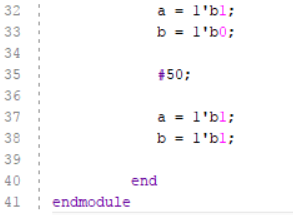 32 a = 1'b1;
33 b = 1'b0;
34
35 #50;
36
37 a = 1'b1;
38 b = 1'b1;
39
40 end
41 endmodule